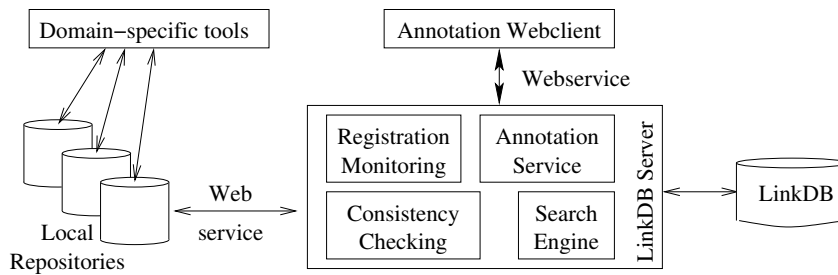 Domain−specific tools
Annotation Webclient
Webservice
Registration
Monitoring
Annotation
Service
LinkDB Server
LinkDB
Web
service
Consistency
Checking
Search
Engine
Local
Repositories